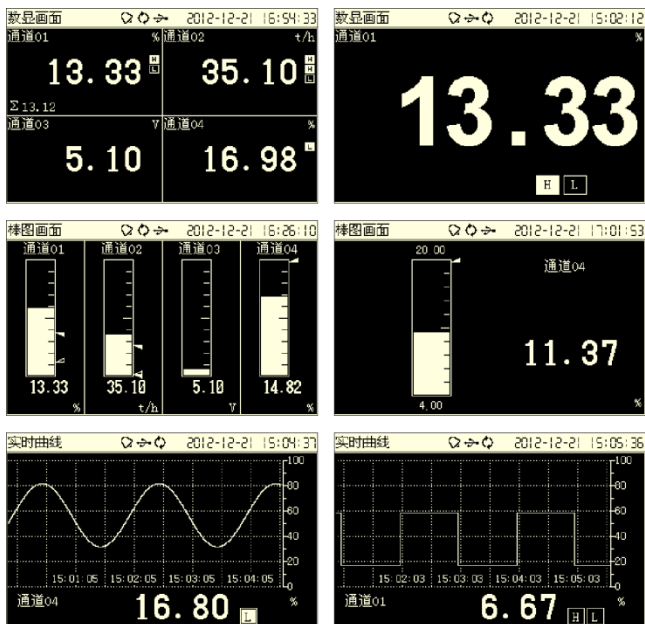 数显画面 2012-12-21 16:54:33
通道01 %
13.33 H L
Σ13.12
通道02 t/h
35.10 H H L
通道03 V
5.10
通道04 %
16.98 L
数显画面 2012-12-21 15:02:12
通道01 %
13.33
H L
棒图画面 2012-12-21 16:26:10
通道01 通道02 通道03 通道04
13.33 35.10 5.10 14.82
% t/h V %
棒图画面 2012-12-21 17:01:53
20.00
通道04
11.37
4.00 %
实时曲线 2012-12-21 15:04:37
100
80
60
40
20
15:01:05 15:02:05 15:03:05 15:04:05
0
通道04 16.80 L %
实时曲线 2012-12-21 15:05:36
100
80
60
40
20
15:02:03 15:03:03 15:04:03 15:05:03
0
通道01 6.67 H L %